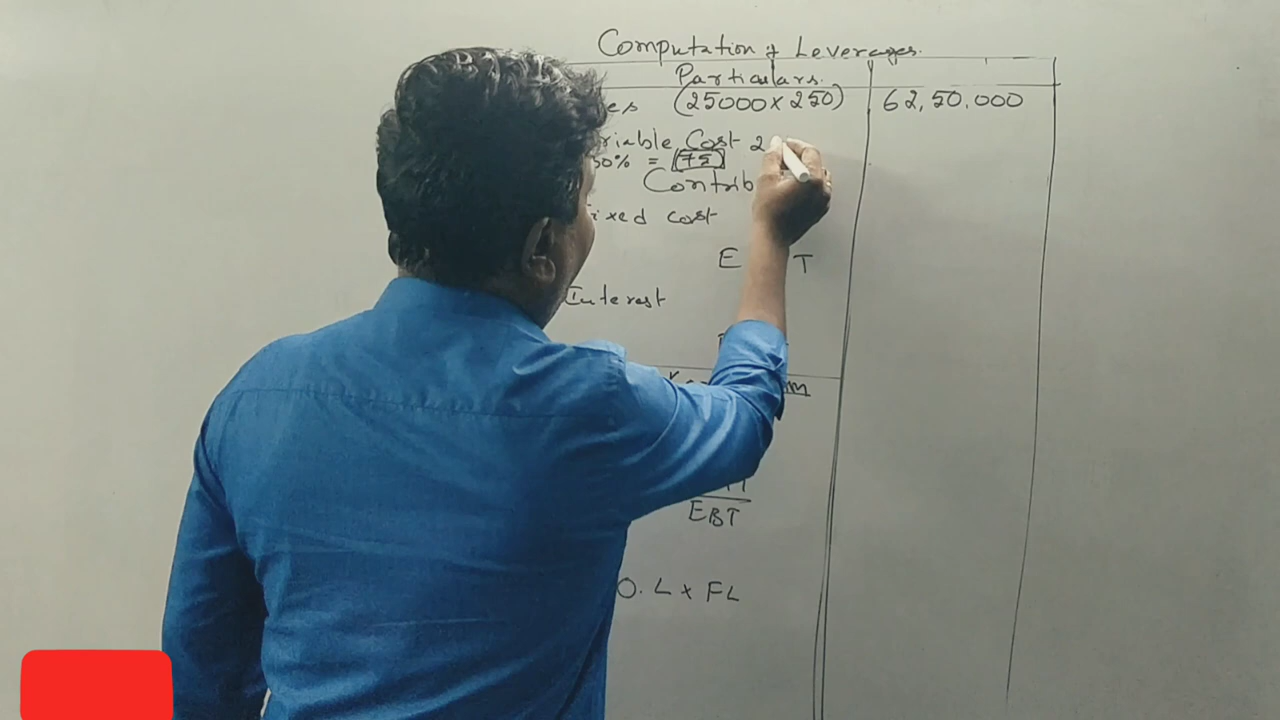 Computation of Leverages.
Particulars.
es (25000 x 250) 62,50,000
riable Cost 2
30% = 75
Contrib
ixed cost
E T
Interest
EBT
O.L x FL